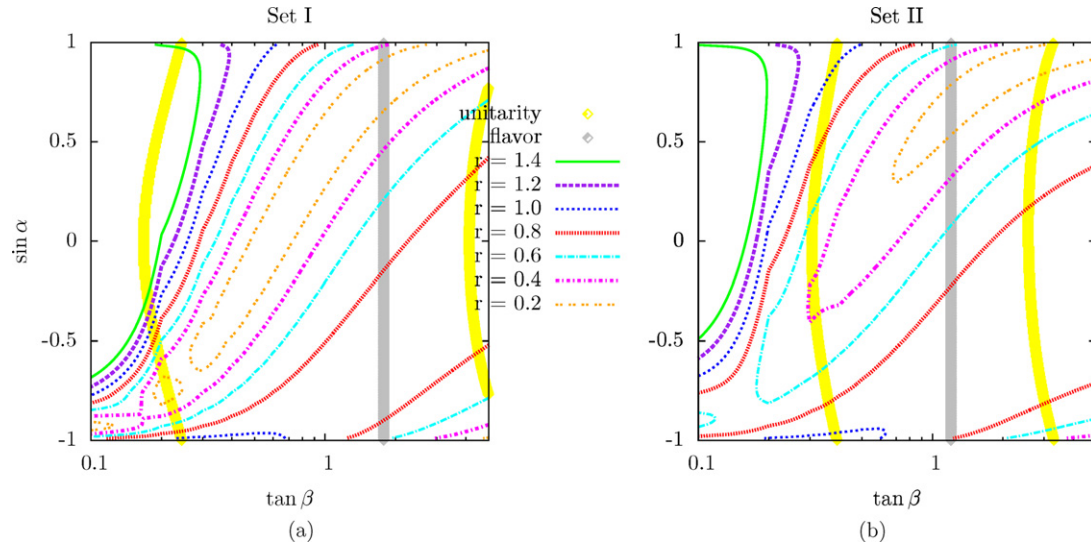 Set I
Set II
1
0.5
0
-0.5
-1
sin α
0.1
1
tan β
(a)
unitarity
flavor
r = 1.4
r = 1.2
r = 1.0
r = 0.8
r = 0.6
r = 0.4
r = 0.2
1
0.5
0
-0.5
-1
0.1
1
tan β
(b)